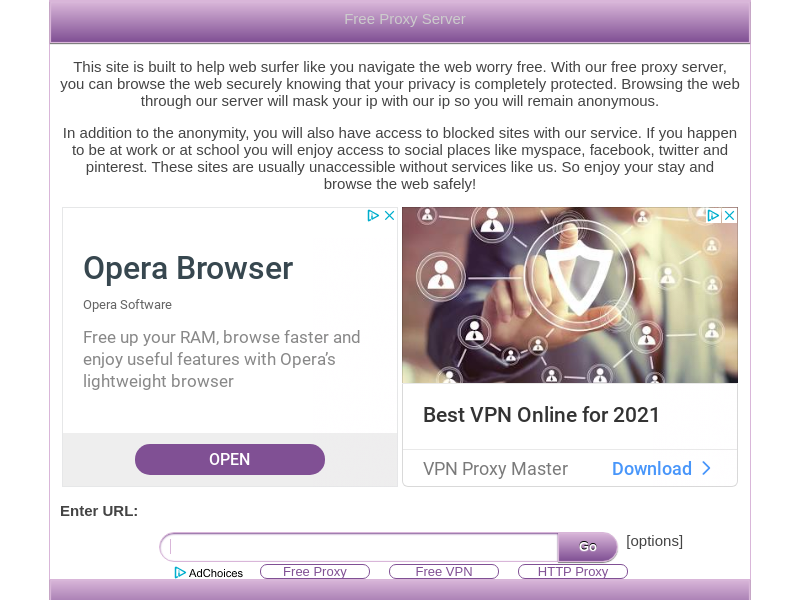 Free Proxy Server
This site is built to help web surfer like you navigate the web worry free. With our free proxy server,
you can browse the web securely knowing that your privacy is completely protected. Browsing the web
through our server will mask your ip with our ip so you will remain anonymous.
In addition to the anonymity, you will also have access to blocked sites with our service. If you happen
to be at work or at school you will enjoy access to social places like myspace, facebook, twitter and
pinterest. These sites are usually unaccessible without services like us. So enjoy your stay and
browse the web safely!
Opera Browser
Opera Software
Free up your RAM, browse faster and
enjoy useful features with Opera’s
lightweight browser
OPEN
Best VPN Online for 2021
VPN Proxy Master
Download
Enter URL:
Go
[options]
AdChoices
Free Proxy
Free VPN
HTTP Proxy